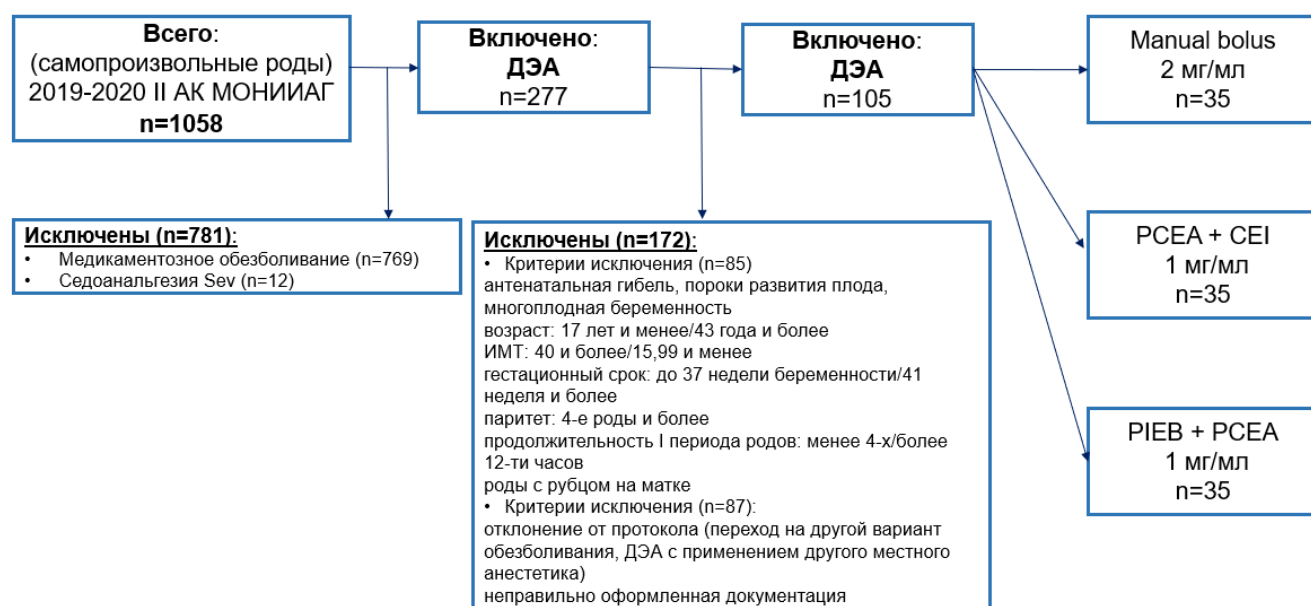 Всего:
(самопроизвольные роды)
2019-2020 II АК МОНИИАГ
n=1058
Включено:
ДЭА
n=277
Включено:
ДЭА
n=105
Manual bolus
2 мг/мл
n=35
Исключены (n=781):
• Медикаментозное обезболивание (n=769)
• Седоанальгезия Sev (n=12)
Исключены (n=172):
• Критерии исключения (n=85)
антенатальная гибель, пороки развития плода,
многоплодная беременность
возраст: 17 лет и менее/43 года и более
ИМТ: 40 и более/15,99 и менее
гестационный срок: до 37 недели беременности/41
неделя и более
паритет: 4-е роды и более
продолжительность I периода родов: менее 4-х/более
12-ти часов
роды с рубцом на матке
• Критерии исключения (n=87):
отклонение от протокола (переход на другой вариант
обезболивания, ДЭА с применением другого местного
анестетика)
неправильно оформленная документация
PCEA + CEI
1 мг/мл
n=35
PIEB + PCEA
1 мг/мл
n=35